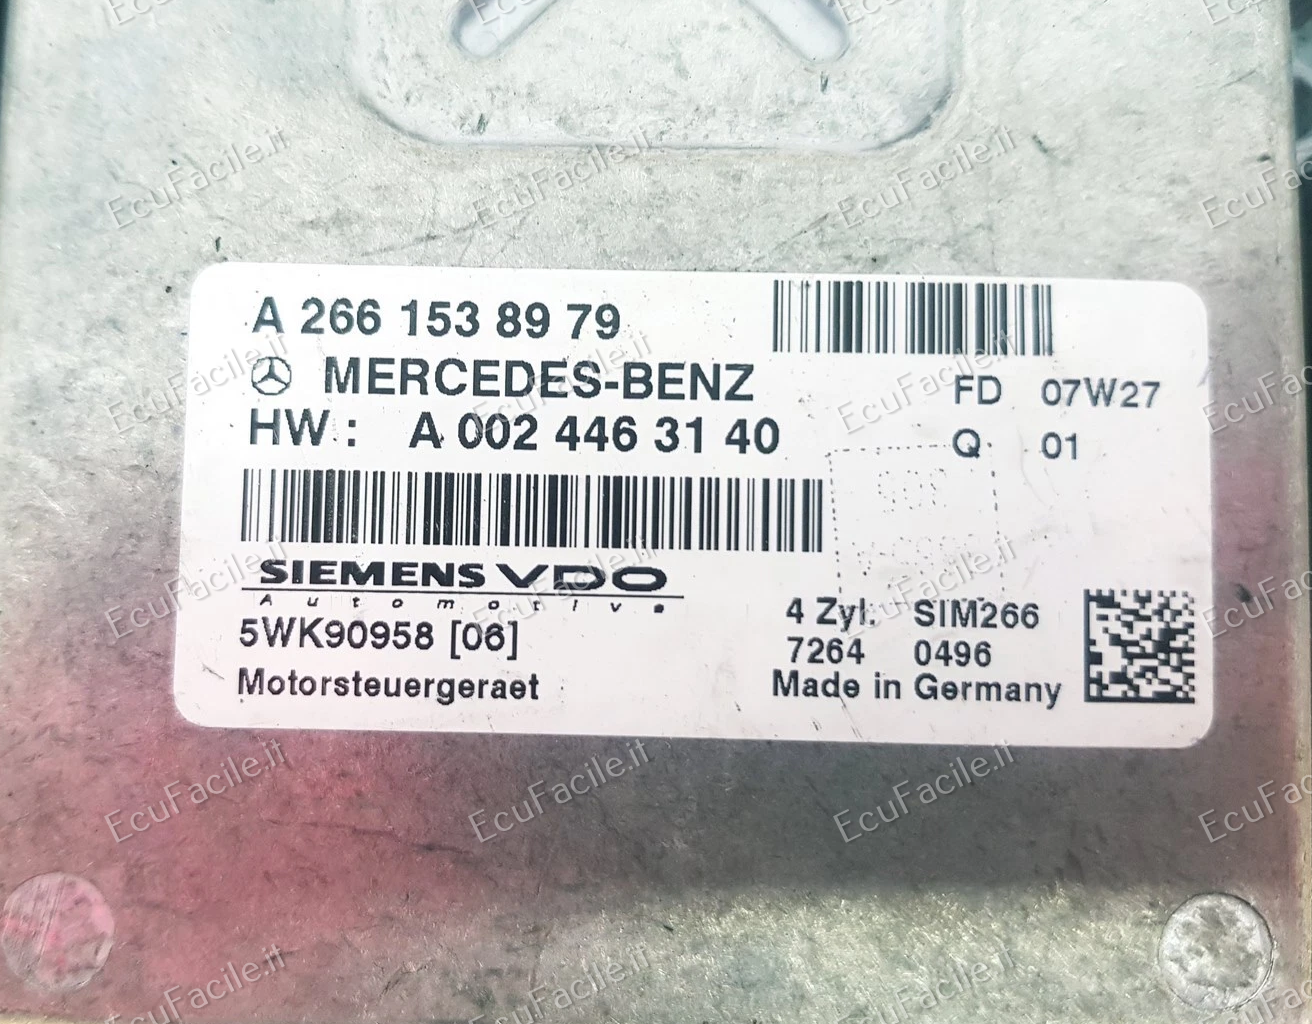 A 266 153 89 79
MERCEDES-BENZ
HW: A 002 446 31 40
FD 07W27
Q 01
SIEMENS VDO
Automotive
5WK90958 [06]
Motorsteuergeraet
4 Zyl. SIM266
7264 0496
Made in Germany
EcuFacile.it